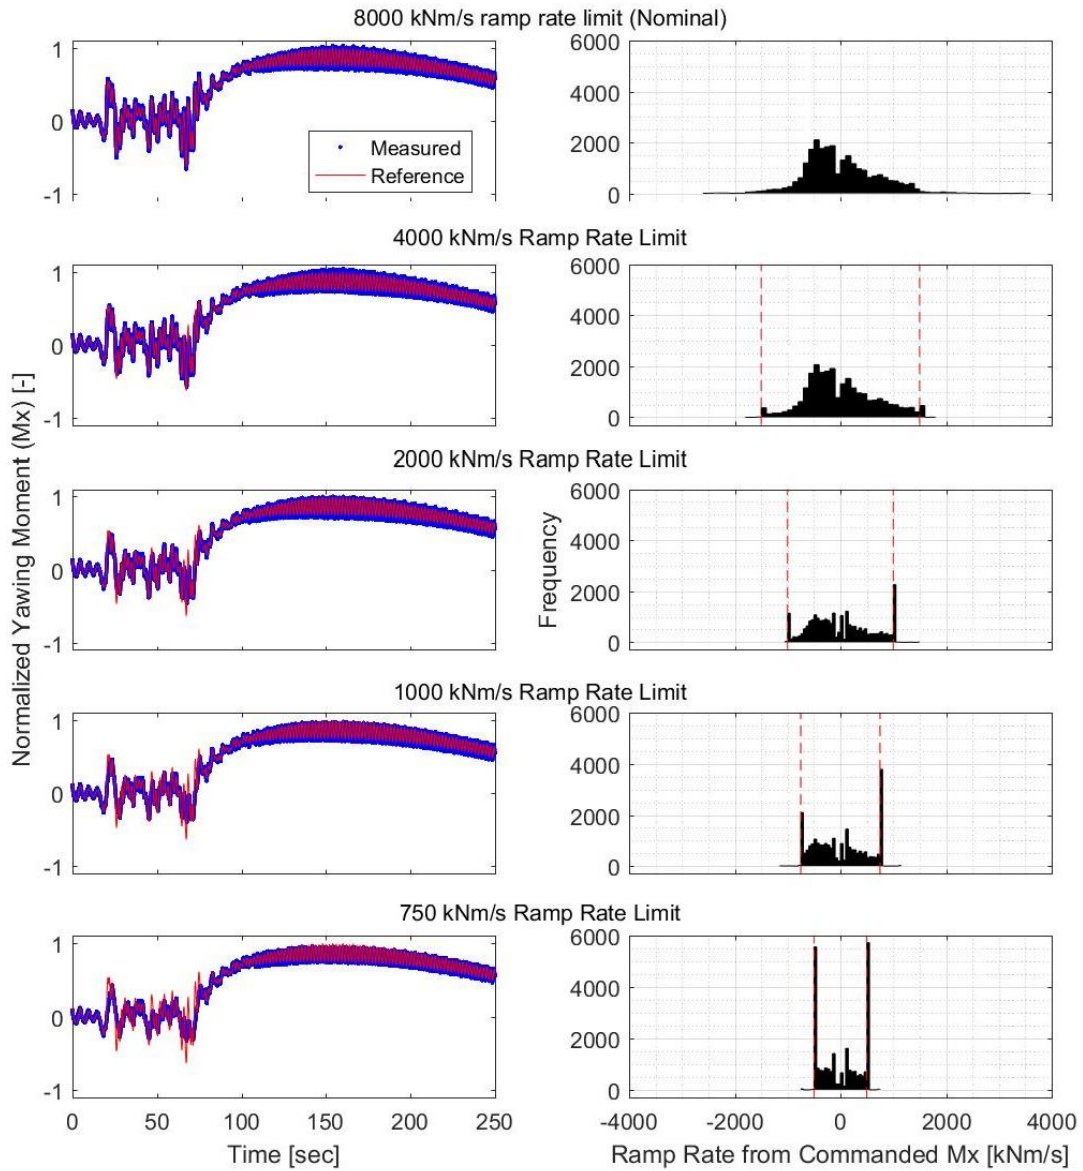 8000 kNm/s ramp rate limit (Nominal)
1
0
-1
Measured
Reference
6000
4000
2000
0
4000 kNm/s Ramp Rate Limit
1
0
-1
6000
4000
2000
0
2000 kNm/s Ramp Rate Limit
1
0
-1
6000
4000
2000
0
1000 kNm/s Ramp Rate Limit
1
0
-1
6000
4000
2000
0
750 kNm/s Ramp Rate Limit
1
0
-1
6000
4000
2000
0
Normalized Yawing Moment (Mx) [-]
Frequency
0 50 100 150 200 250
-4000 -2000 0 2000 4000
Time [sec]
Ramp Rate from Commanded Mx [kNm/s]